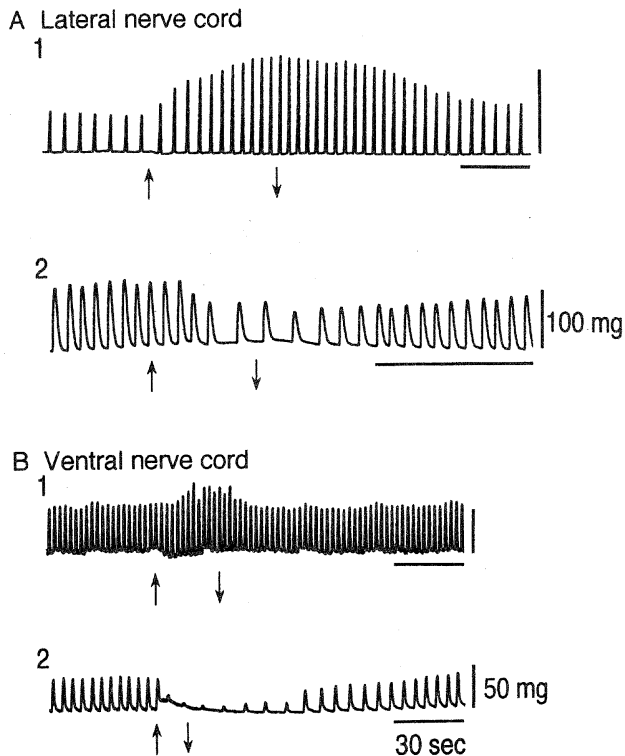 A Lateral nerve cord
1
2
100 mg
B Ventral nerve cord
1
2
50 mg
30 sec